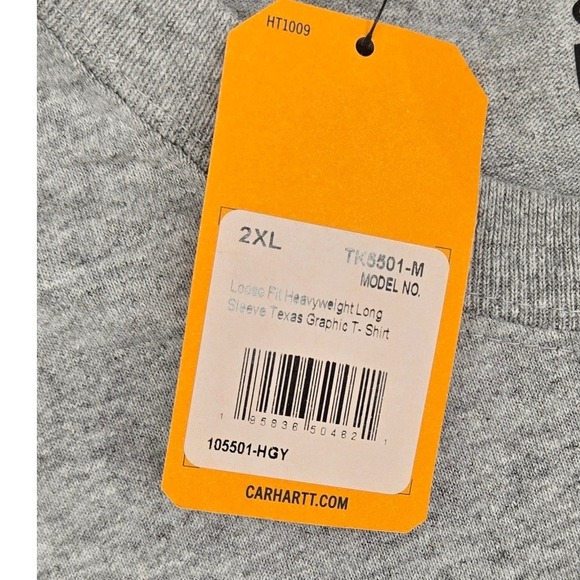 HT1009
2XL
TK5501-M
MODEL NO.
Loose Fit Heavyweight Long
Sleeve Texas Graphic T- Shirt
1 95836 50462 1
105501-HGY
CARHARTT.COM